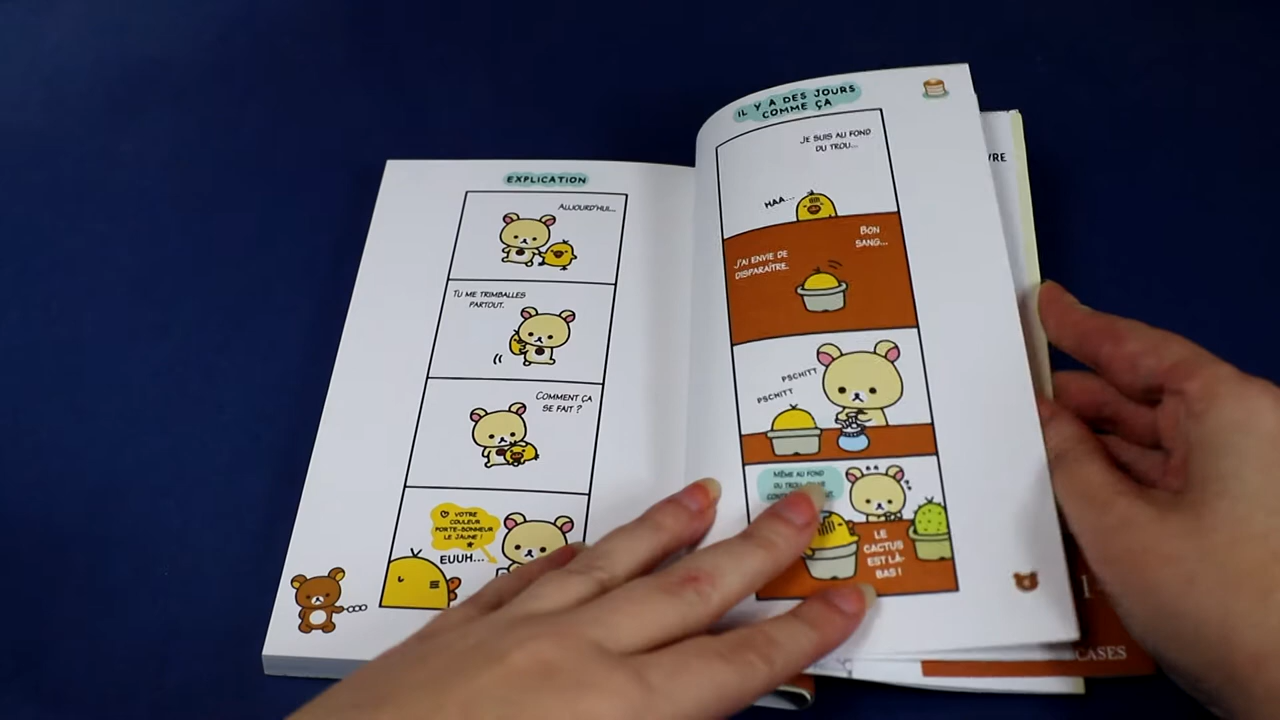 EXPLICATION
AUJOURD'HUI...
TU ME TRIMBALLES
PARTOUT.
COMMENT ÇA
SE FAIT ?
VOTRE
COULEUR
PORTE-BONHEUR
LE JAUNE !
EUUH...
IL Y A DES JOURS
COMME ÇA
JE SUIS AU FOND
DU TROU...
HAA...
BON
SANG...
J'AI ENVIE DE
DISPARAÎTRE.
PSCHITT
PSCHITT
MÊME AU FOND
DU TROU
LE
CACTUS
EST LÀ-
BAS !
VRE
CASES